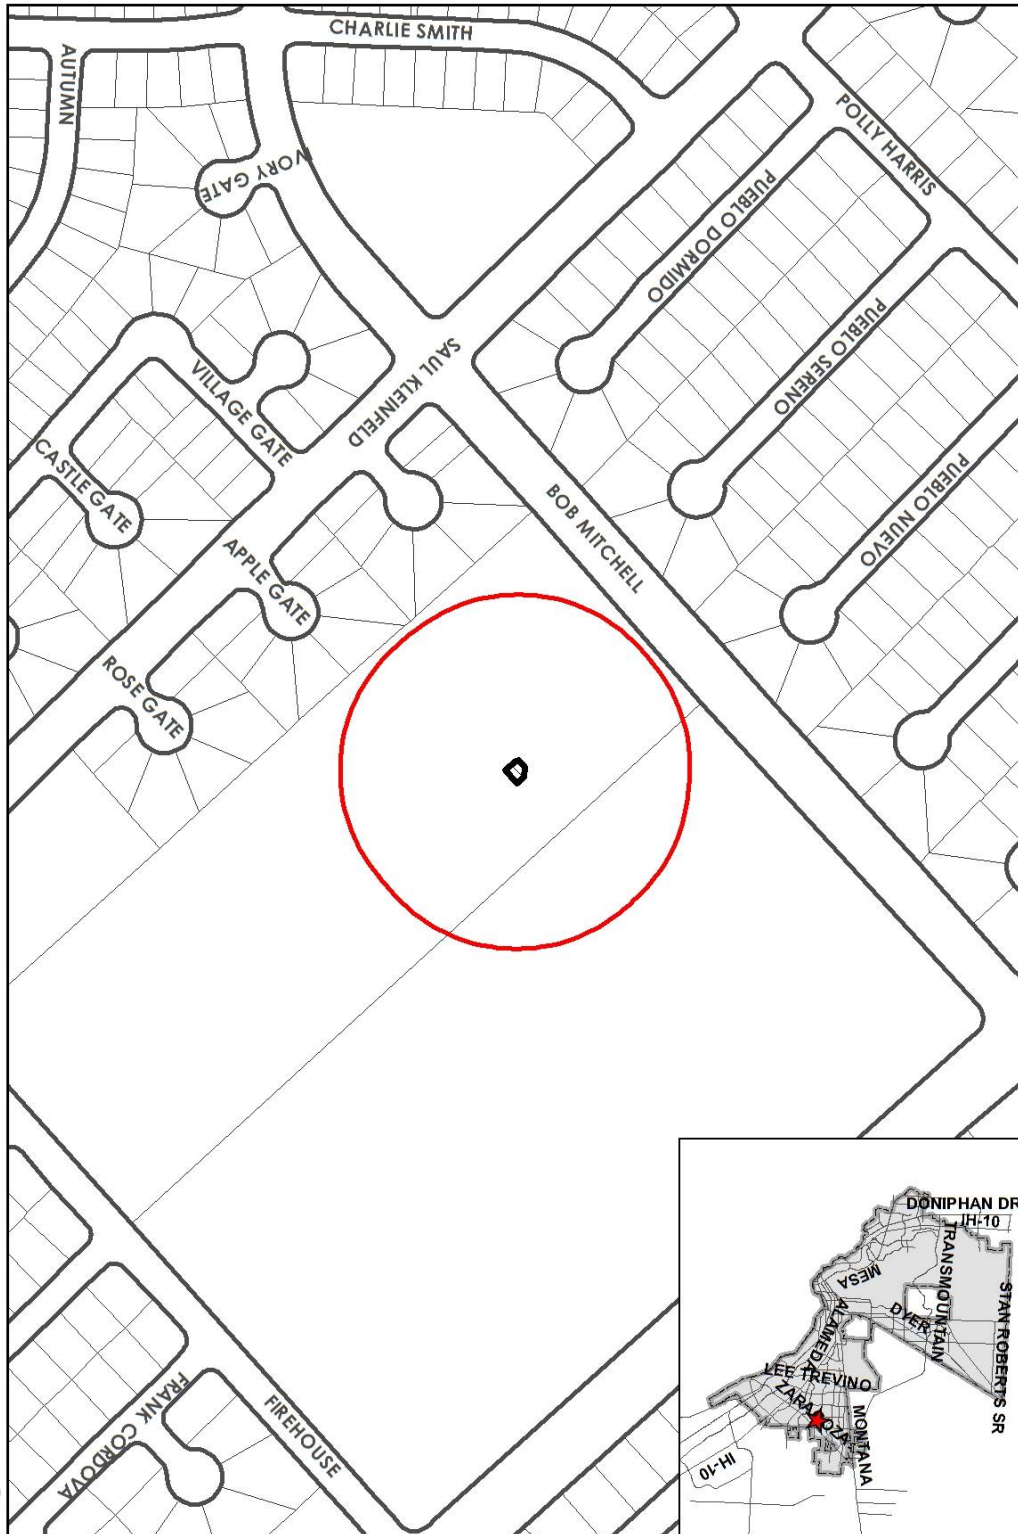 CHARLIE SMITH
AUTUMN
POLLY HARRIS
IVORY GATE
PUEBLO DORMIDO
PUEBLO SERENO
SAUL KLEINFELD
VILLAGE GATE
CASTLE GATE
PUEBLO NUEVO
BOB MITCHELL
APPLE GATE
ROSE GATE
FRANK CORDOVA
FIREHOUSE
DONIPHAN DR
IH-10
TRANSMOUNTAIN
MESA
STAN ROBERTS SR
DYER
ALAMEDA
LEE TREVINO
ZARAGOZA
MONTANA
IH-10